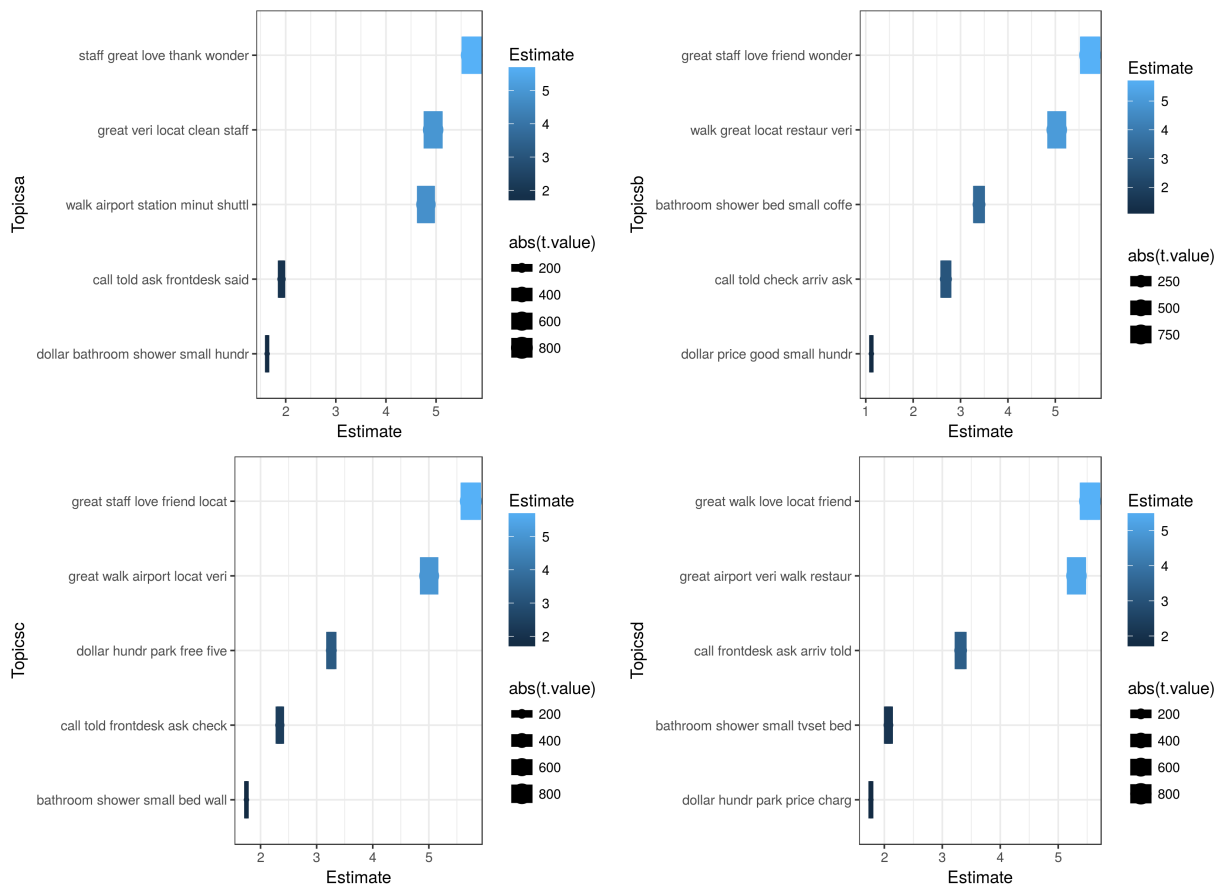 Topicsa
staff great love thank wonder
great veri locat clean staff
walk airport station minut shuttl
call told ask frontdesk said
dollar bathroom shower small hundr
2 3 4 5
Estimate
Estimate
5
4
3
2
abs(t.value)
200
400
600
800
Topicsb
great staff love friend wonder
walk great locat restaur veri
bathroom shower bed small coffe
call told check arriv ask
dollar price good small hundr
1 2 3 4 5
Estimate
Estimate
5
4
3
2
abs(t.value)
250
500
750
Topicsc
great staff love friend locat
great walk airport locat veri
dollar hundr park free five
call told frontdesk ask check
bathroom shower small bed wall
2 3 4 5
Estimate
Estimate
5
4
3
2
abs(t.value)
200
400
600
800
Topicsd
great walk love locat friend
great airport veri walk restaur
call frontdesk ask arriv told
bathroom shower small tvset bed
dollar hundr park price charg
2 3 4 5
Estimate
Estimate
5
4
3
2
abs(t.value)
200
400
600
800